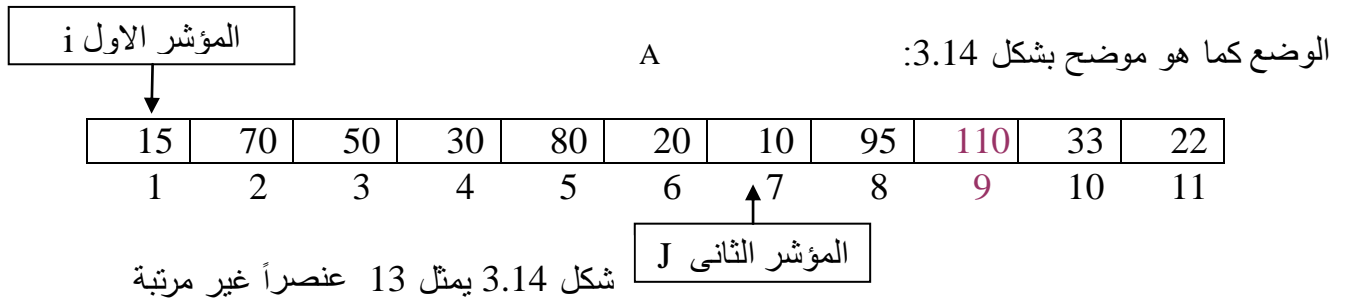 المؤشر الاول i
الوضع كما هو موضح بشكل 3.14:
A
15 70 50 30 80 20 10 95 110 33 22
1 2 3 4 5 6 7 8 9 10 11
المؤشر الثانى J
شكل 3.14 يمثل 13 عنصراً غير مرتبة